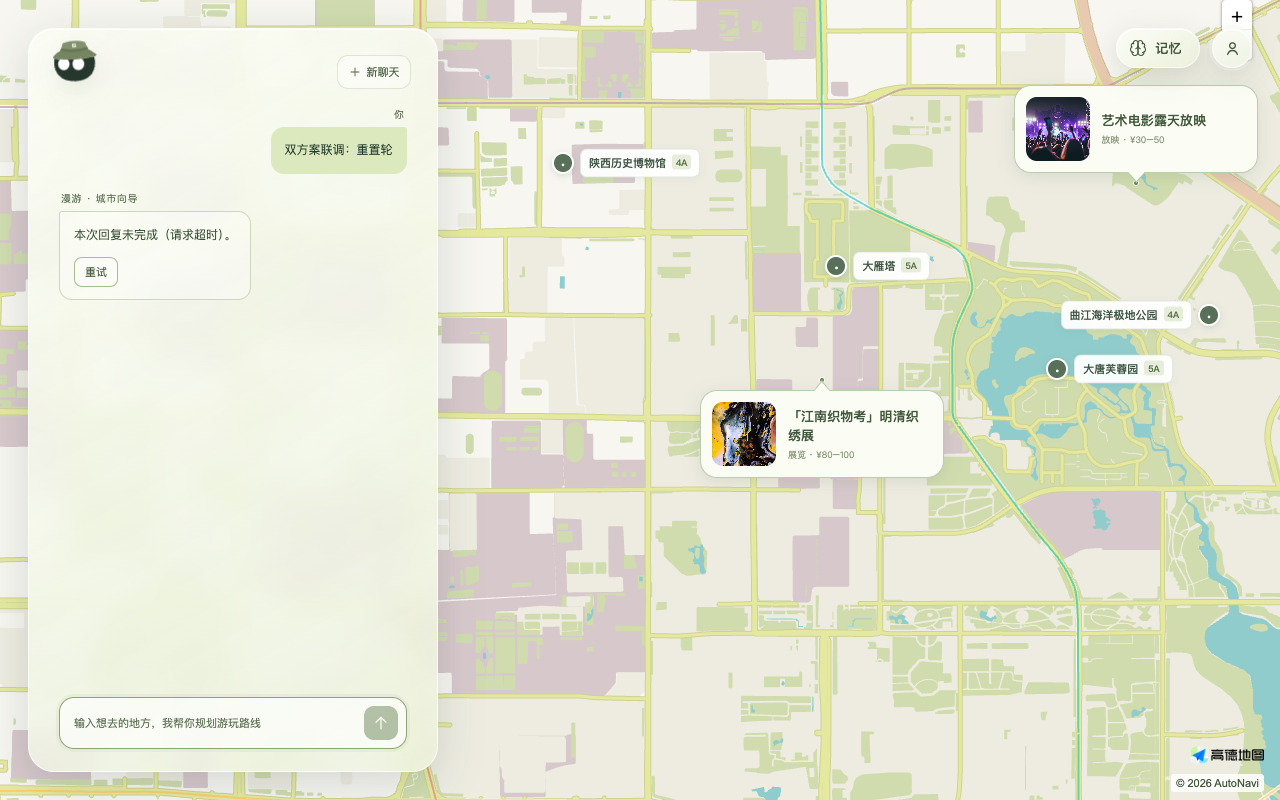 新聊天
你
双方案联调：重置轮
漫游 · 城市向导
本次回复未完成（请求超时）。
重试
输入想去的地方，我帮你规划游玩路线
+
记忆
艺术电影露天放映
放映 · ¥30—50
陕西历史博物馆 4A
大雁塔 5A
曲江海洋极地公园 4A
大唐芙蓉园 5A
「江南织物考」明清织
绣展
展览 · ¥80—100
高德地图
© 2026 AutoNavi